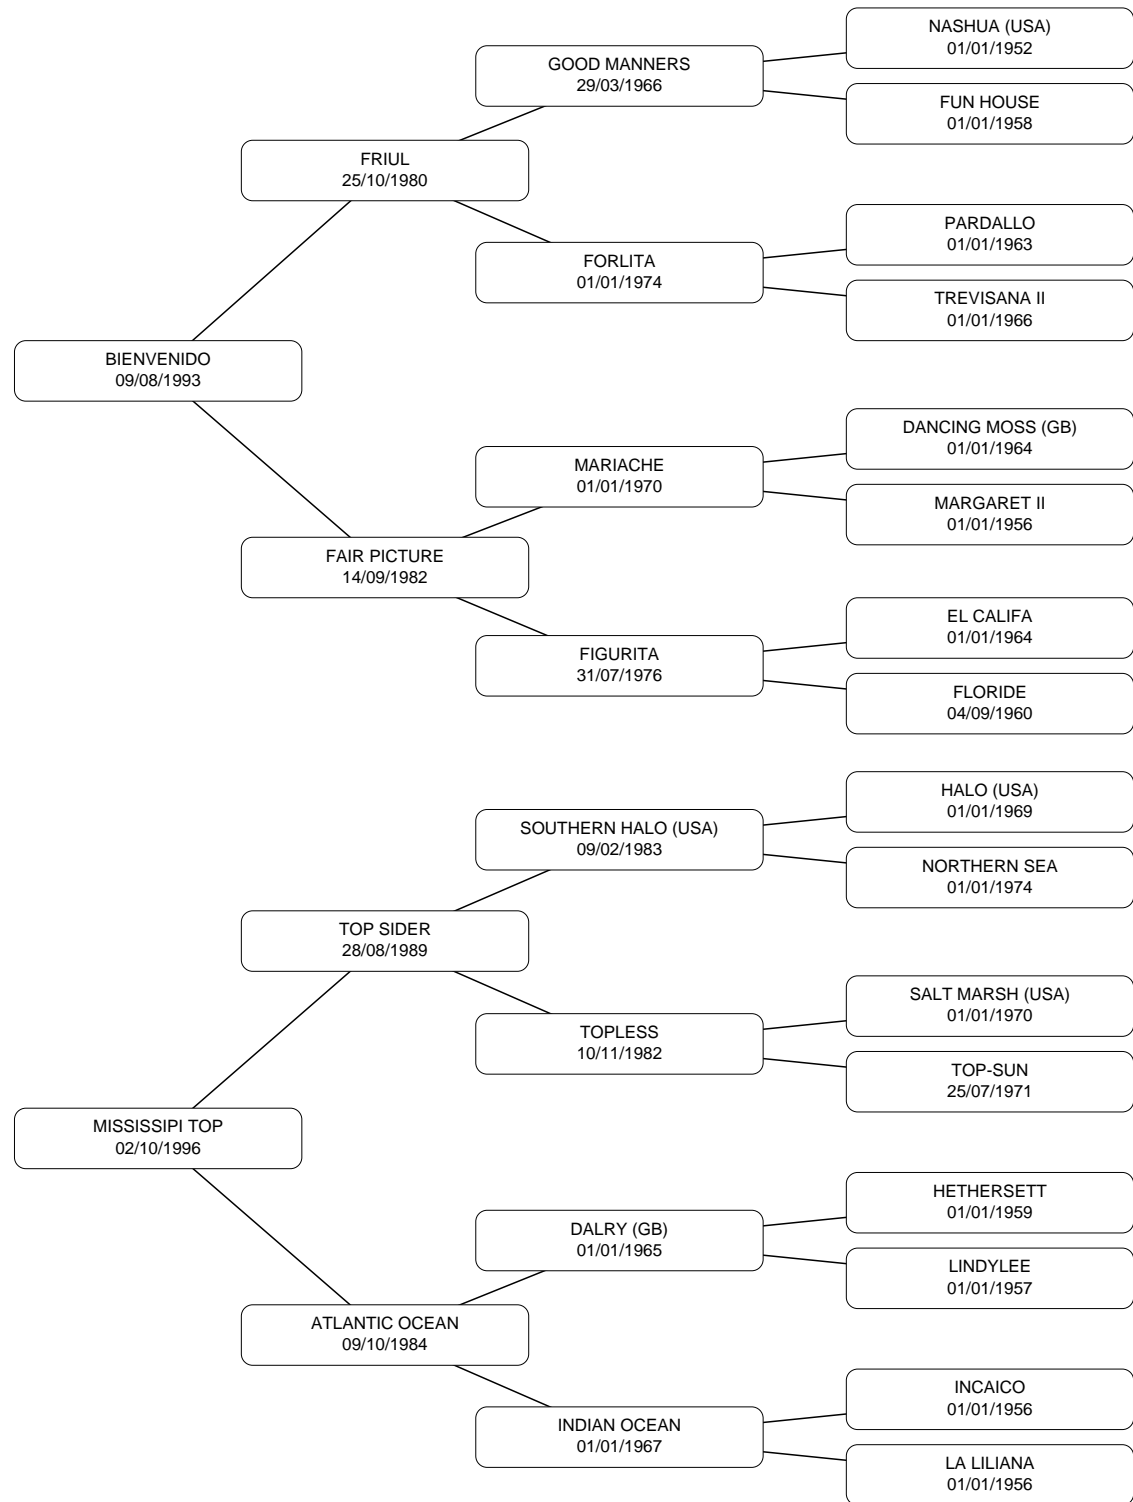 NASHUA (USA)
01/01/1952
GOOD MANNERS
29/03/1966
FUN HOUSE
01/01/1958
FRIUL
25/10/1980
PARDALLO
01/01/1963
FORLITA
01/01/1974
TREVISANA II
01/01/1966
BIENVENIDO
09/08/1993
DANCING MOSS (GB)
01/01/1964
MARIACHE
01/01/1970
MARGARET II
01/01/1956
FAIR PICTURE
14/09/1982
EL CALIFA
01/01/1964
FIGURITA
31/07/1976
FLORIDE
04/09/1960
HALO (USA)
01/01/1969
SOUTHERN HALO (USA)
09/02/1983
NORTHERN SEA
01/01/1974
TOP SIDER
28/08/1989
SALT MARSH (USA)
01/01/1970
TOPLESS
10/11/1982
TOP-SUN
25/07/1971
MISSISSIPI TOP
02/10/1996
HETHERSETT
01/01/1959
DALRY (GB)
01/01/1965
LINDYLEE
01/01/1957
ATLANTIC OCEAN
09/10/1984
INCAICO
01/01/1956
INDIAN OCEAN
01/01/1967
LA LILIANA
01/01/1956